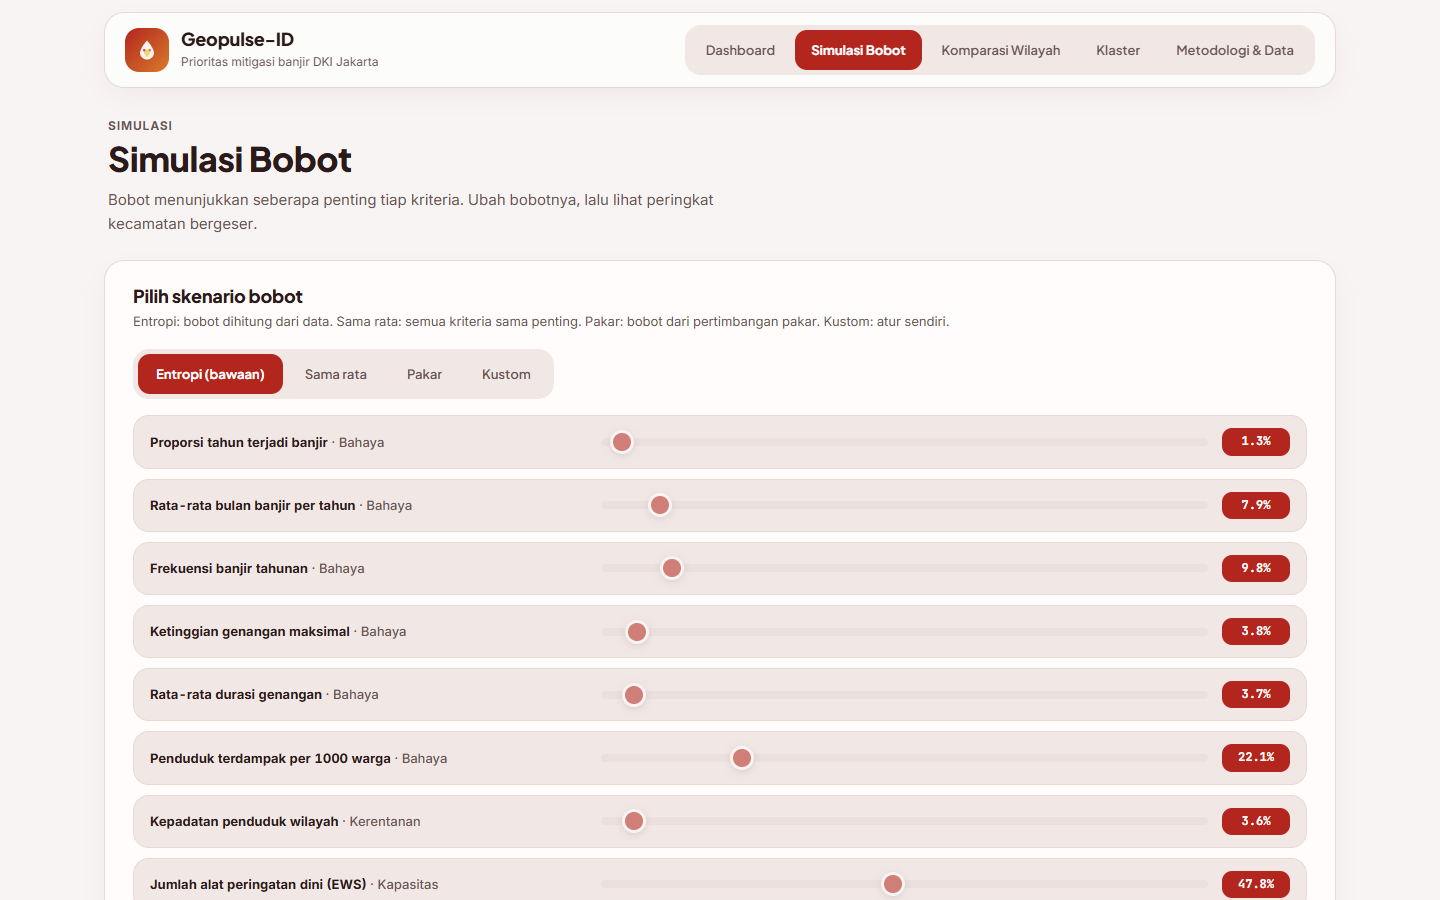 Geopulse-ID
Prioritas mitigasi banjir DKI Jakarta
Dashboard
Simulasi Bobot
Komparasi Wilayah
Klaster
Metodologi & Data
SIMULASI
Simulasi Bobot
Bobot menunjukkan seberapa penting tiap kriteria. Ubah bobotnya, lalu lihat peringkat
kecamatan bergeser.
Pilih skenario bobot
Entropi: bobot dihitung dari data. Sama rata: semua kriteria sama penting. Pakar: bobot dari pertimbangan pakar. Kustom: atur sendiri.
Entropi (bawaan)
Sama rata
Pakar
Kustom
Proporsi tahun terjadi banjir · Bahaya
1.3%
Rata-rata bulan banjir per tahun · Bahaya
7.9%
Frekuensi banjir tahunan · Bahaya
9.8%
Ketinggian genangan maksimal · Bahaya
3.8%
Rata-rata durasi genangan · Bahaya
3.7%
Penduduk terdampak per 1000 warga · Bahaya
22.1%
Kepadatan penduduk wilayah · Kerentanan
3.6%
Jumlah alat peringatan dini (EWS) · Kapasitas
47.8%